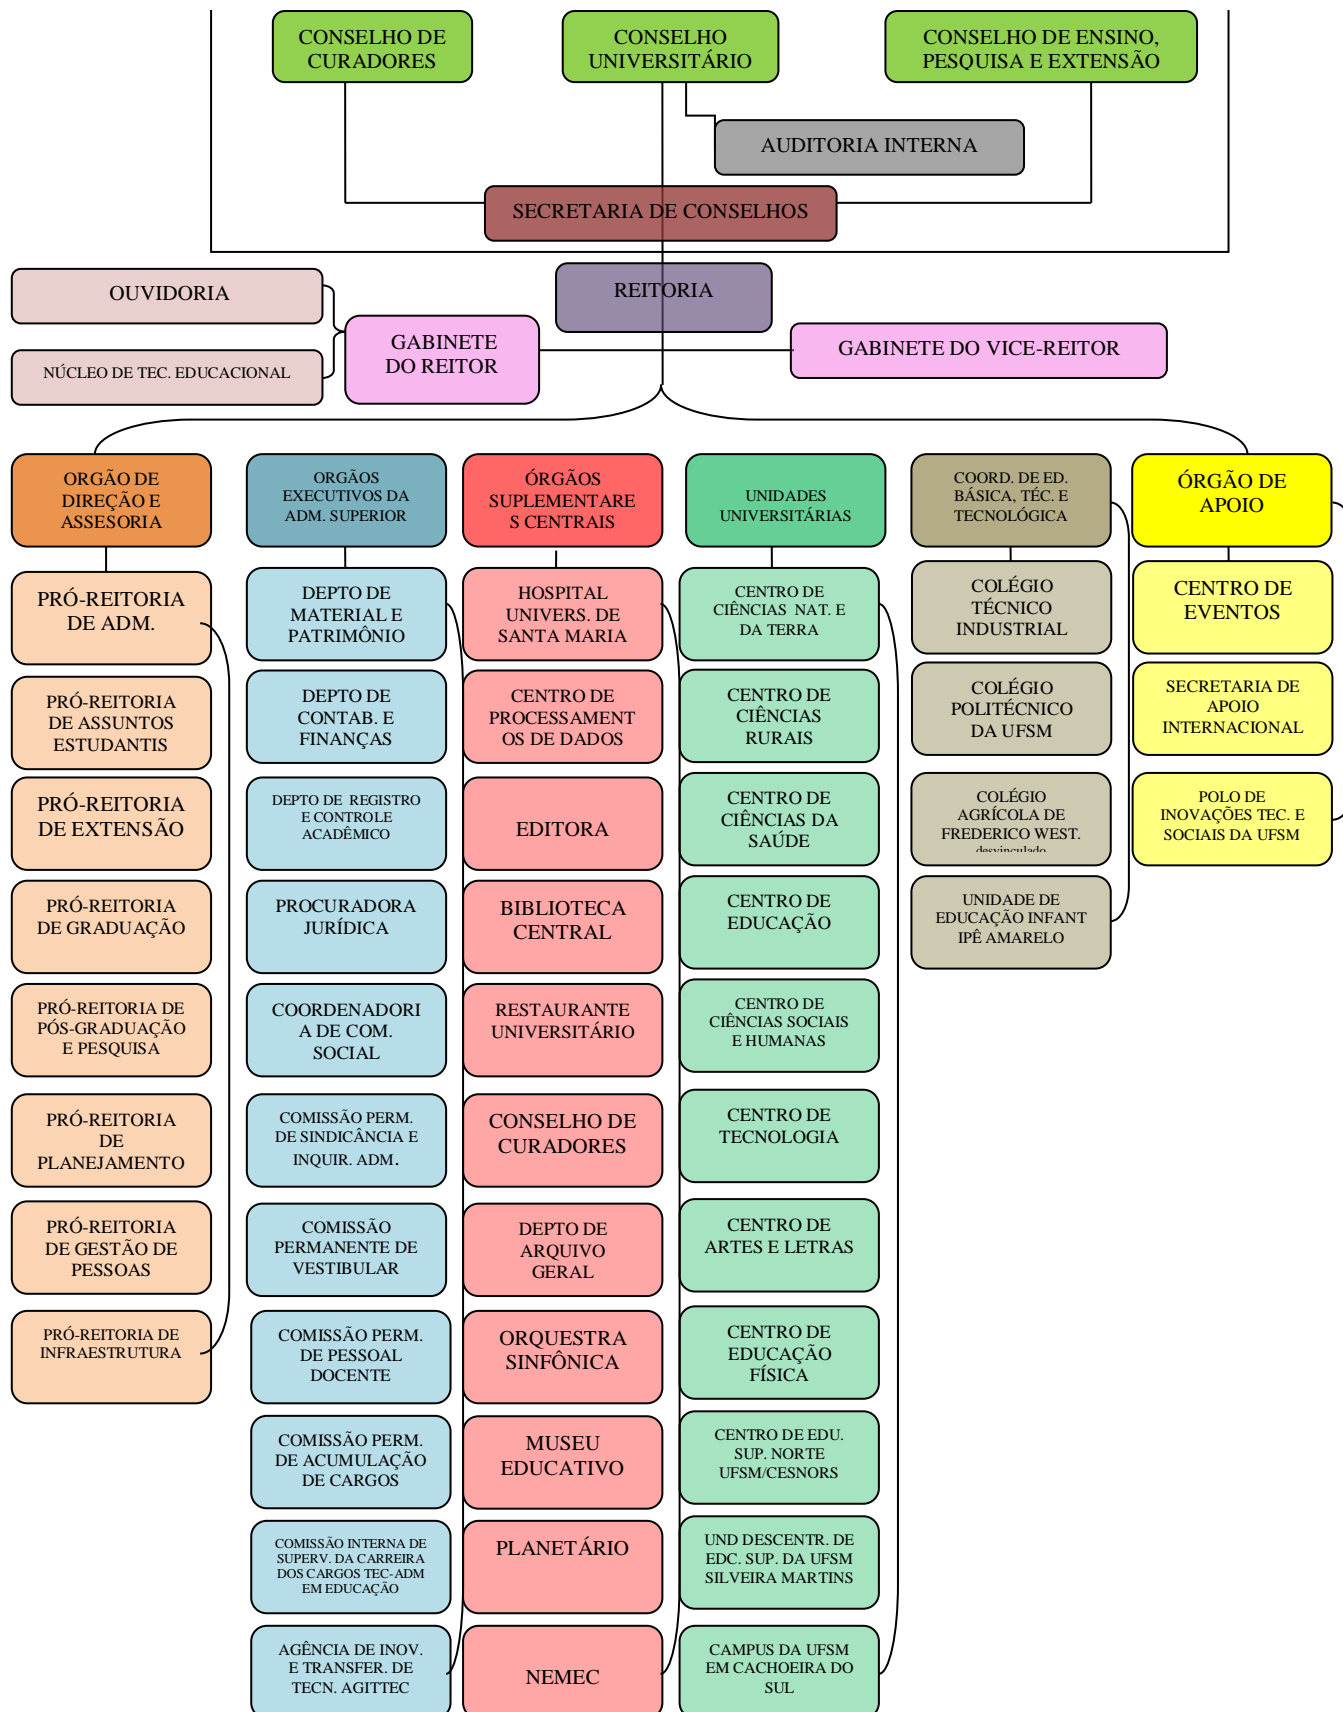 CONSELHO DE
CURADORES
CONSELHO
UNIVERSITÁRIO
CONSELHO DE ENSINO,
PESQUISA E EXTENSÃO
AUDITORIA INTERNA
SECRETARIA DE CONSELHOS
REITORIA
OUVIDORIA
NÚCLEO DE TEC. EDUCACIONAL
GABINETE
DO REITOR
GABINETE DO VICE-REITOR
ORGÃO DE
DIREÇÃO E
ASSESORIA
PRÓ-REITORIA
DE ADM.
PRÓ-REITORIA
DE ASSUNTOS
ESTUDANTIS
PRÓ-REITORIA
DE EXTENSÃO
PRÓ-REITORIA
DE GRADUAÇÃO
PRÓ-REITORIA DE
PÓS-GRADUAÇÃO
E PESQUISA
PRÓ-REITORIA
DE
PLANEJAMENTO
PRÓ-REITORIA
DE GESTÃO DE
PESSOAS
PRÓ-REITORIA DE
INFRAESTRUTURA
ORGÃOS
EXECUTIVOS DA
ADM. SUPERIOR
DEPTO DE
MATERIAL E
PATRIMÔNIO
DEPTO DE
CONTAB. E
FINANÇAS
DEPTO DE REGISTRO
E CONTROLE
ACADÊMICO
PROCURADORA
JURÍDICA
COORDENADORI
A DE COM.
SOCIAL
COMISSÃO PERM.
DE SINDICÂNCIA E
INQUIR. ADM.
COMISSÃO
PERMANENTE DE
VESTIBULAR
COMISSÃO PERM.
DE PESSOAL
DOCENTE
COMISSÃO PERM.
DE ACUMULAÇÃO
DE CARGOS
COMISSÃO INTERNA DE
SUPERV. DA CARREIRA
DOS CARGOS TEC-ADM
EM EDUCAÇÃO
AGÊNCIA DE INOV.
E TRANSFER. DE
TECN. AGITTEC
ÓRGÃOS
SUPLEMENTARE
S CENTRAIS
HOSPITAL
UNIVERS. DE
SANTA MARIA
CENTRO DE
PROCESSAMENT
OS DE DADOS
EDITORA
BIBLIOTECA
CENTRAL
RESTAURANTE
UNIVERSITÁRIO
CONSELHO DE
CURADORES
DEPTO DE
ARQUIVO
GERAL
ORQUESTRA
SINFÔNICA
MUSEU
EDUCATIVO
PLANETÁRIO
NEMEC
UNIDADES
UNIVERSITÁRIAS
CENTRO DE
CIÊNCIAS NAT. E
DA TERRA
CENTRO DE
CIÊNCIAS
RURAIS
CENTRO DE
CIÊNCIAS DA
SAÚDE
CENTRO DE
EDUCAÇÃO
CENTRO DE
CIÊNCIAS SOCIAIS
E HUMANAS
CENTRO DE
TECNOLOGIA
CENTRO DE
ARTES E LETRAS
CENTRO DE
EDUCAÇÃO
FÍSICA
CENTRO DE EDU.
SUP. NORTE
UFSM/CESNORS
UND DESCENTR. DE
EDC. SUP. DA UFSM
SILVEIRA MARTINS
CAMPUS DA UFSM
EM CACHOEIRA DO
SUL
COORD. DE ED.
BÁSICA, TÉC. E
TECNOLÓGICA
COLÉGIO
TÉCNICO
INDUSTRIAL
COLÉGIO
POLITÉCNICO
DA UFSM
COLÉGIO
AGRÍCOLA DE
FREDERICO WEST.
desvinculado
UNIDADE DE
EDUCAÇÃO INFANT
IPÊ AMARELO
ÓRGÃO DE
APOIO
CENTRO DE
EVENTOS
SECRETARIA DE
APOIO
INTERNACIONAL
POLO DE
INOVAÇÕES TEC. E
SOCIAIS DA UFSM